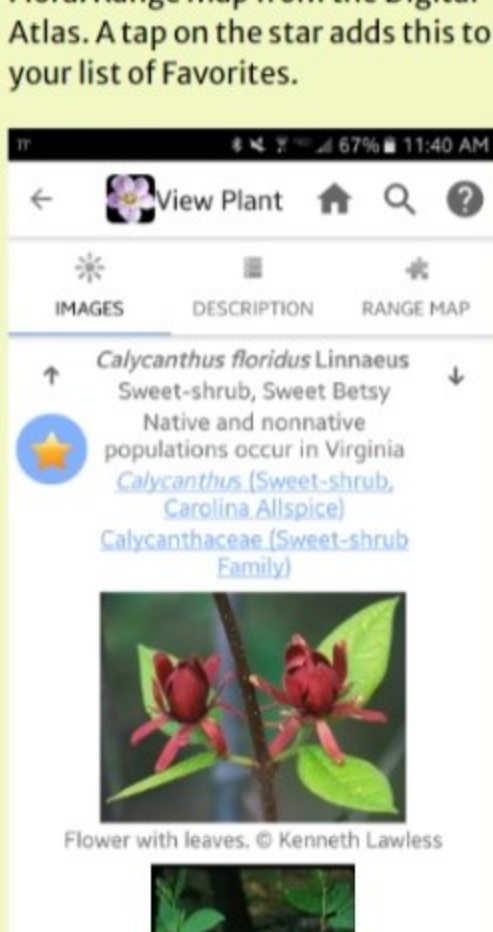 Atlas. A tap on the star adds this to
your list of Favorites.
67% 11:40 AM
View Plant
IMAGES DESCRIPTION RANGE MAP
Calycanthus floridus Linnaeus
Sweet-shrub, Sweet Betsy
Native and nonnative
populations occur in Virginia
Calycanthus (Sweet-shrub,
Carolina Allspice)
Calycanthaceae (Sweet-shrub
Family)
Flower with leaves. © Kenneth Lawless